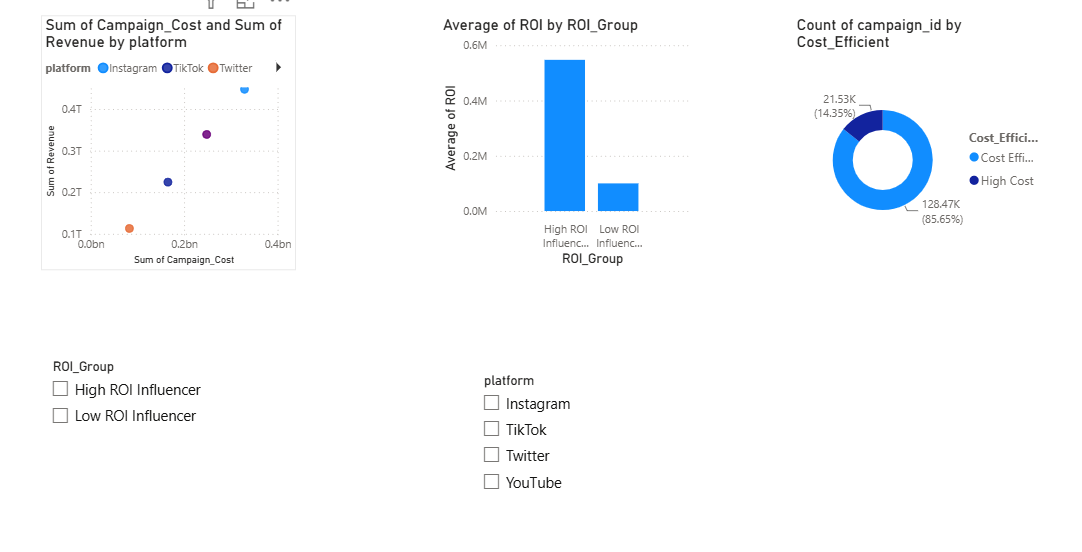 Sum of Campaign_Cost and Sum of
Revenue by platform
platform Instagram TikTok Twitter
0.4T
0.3T
0.2T
0.1T
Sum of Revenue
0.0bn 0.2bn 0.4bn
Sum of Campaign_Cost
Average of ROI by ROI_Group
0.6M
0.4M
0.2M
0.0M
Average of ROI
High ROI Low ROI
Influenc... Influenc...
ROI_Group
Count of campaign_id by
Cost_Efficient
21.53K
(14.35%)
128.47K
(85.65%)
Cost_Effici...
Cost Effi...
High Cost
ROI_Group
High ROI Influencer
Low ROI Influencer
platform
Instagram
TikTok
Twitter
YouTube